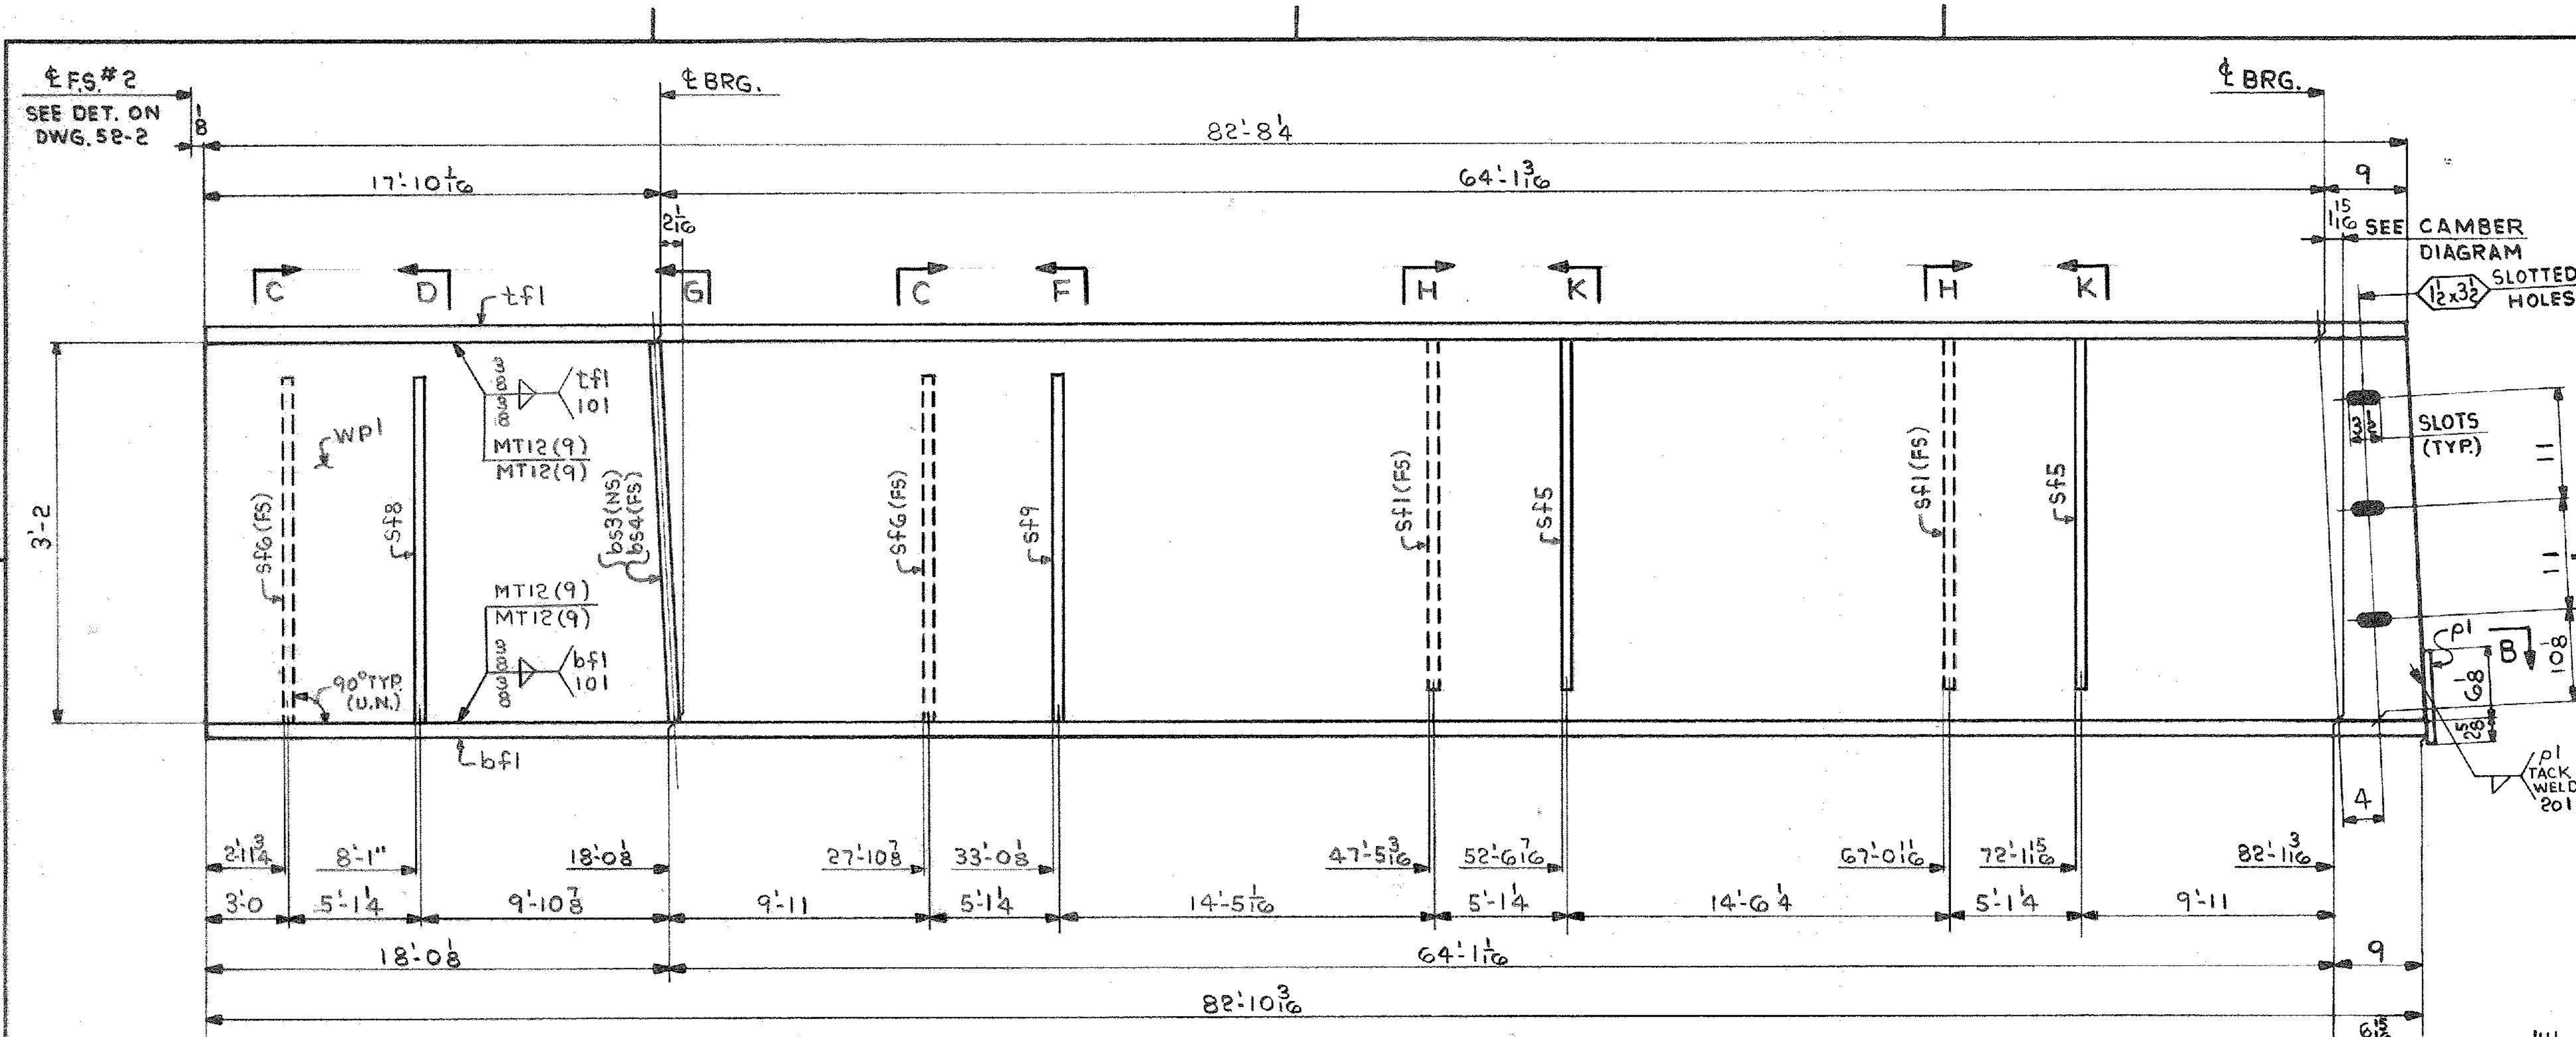 ℄ F.S. #2
SEE DET. ON
DWG. 58-2
1/8
℄ BRG.
℄ BRG.
82'-8 1/4
17'-10 1/16
64'-1 3/16
9
2 1/16
1 15/16
SEE CAMBER
DIAGRAM
1 1/2 x 3 1/2
SLOTTED
HOLES
C
D
G
C
F
H
K
H
K
tf1
3/8
3/8
tf1
101
MT12(9)
MT12(9)
wp1
3'-2
sf6(FS)
sf8
bs3(NS)
bs4(FS)
sf6(FS)
sf9
sf1(FS)
sf5
sf1(FS)
sf5
3 1/2
SLOTS
(TYP.)
11
11
10 1/8
MT12(9)
MT12(9)
3/8
3/8
bf1
101
90° TYP.
(U.N.)
bf1
p1
B
6 1/8
2 5/8
p1
TACK
WELD
201
4
2'-11 3/4
8'-1"
18'-0 1/8
27'-10 7/8
33'-0 1/8
47'-5 3/16
52'-6 7/16
67'-0 11/16
72'-1 15/16
82'-1 3/16
3'-0
5'-1 1/4
9'-10 7/8
9'-11
5'-1 1/4
14'-5 1/16
5'-1 1/4
14'-6 1/4
5'-1 1/4
9'-11
18'-0 1/8
64'-1 1/16
9
82'-10 3/16
6 15/16